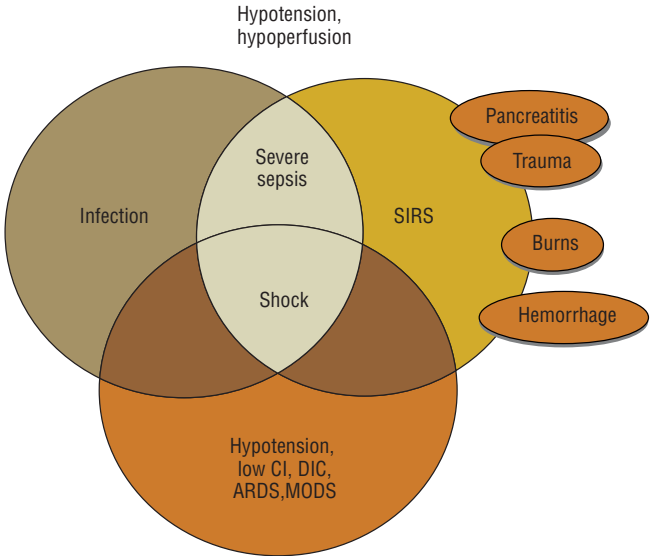 Hypotension,
hypoperfusion
Pancreatitis
Trauma
Severe
sepsis
Infection
SIRS
Burns
Shock
Hemorrhage
Hypotension,
low CI, DIC,
ARDS,MODS